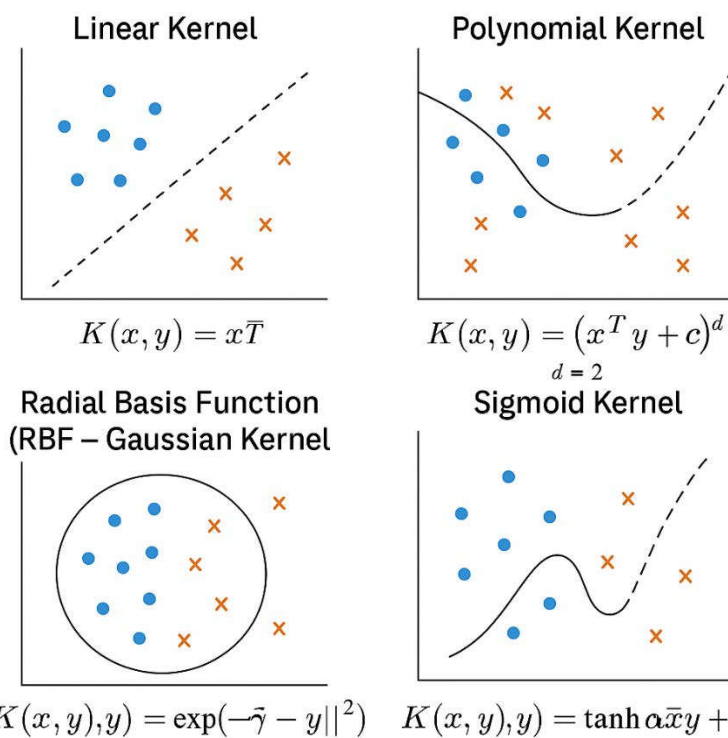 Linear Kernel
K(x, y) = xT̅
Polynomial Kernel
K(x, y) = (x^T y + c)^d
d = 2
Radial Basis Function
(RBF – Gaussian Kernel
K(x, y), y) = exp(−γ̃ − y||^2)
Sigmoid Kernel
K(x, y), y) = tanh αx̅y +